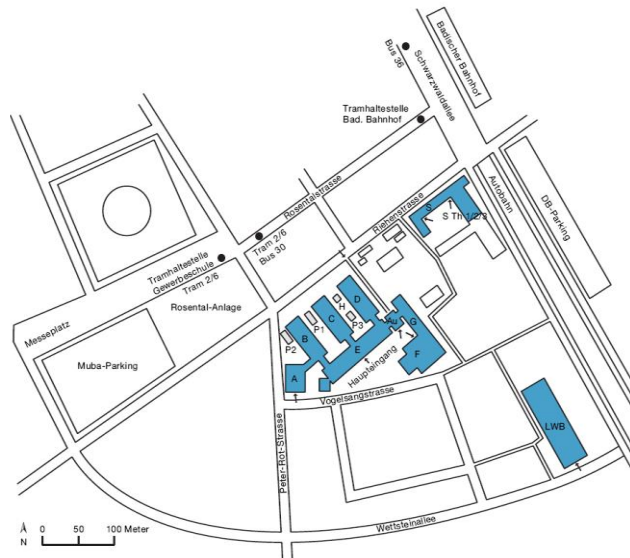 Bus 36
Schwarzwaldallee
Badischer
Bahnhof
Tramhaltestelle
Bad. Bahnhof
Rosentalstrasse
Riehenstrasse
S
S Th 1/2/3
Autobahn
DB-Parking
Tram 2/6
Bus 30
Tramhaltestelle
Gewerbeschule
Tram 2/6
Rosental-Anlage
Messeplatz
Muba-Parking
D
H
C
P1
P3
B
P2
Au
G
E
F
A
Haupteingang
Vogelsangstrasse
Peter-Rot-Strasse
LWB
Wettsteinallee
N
0 50 100 Meter